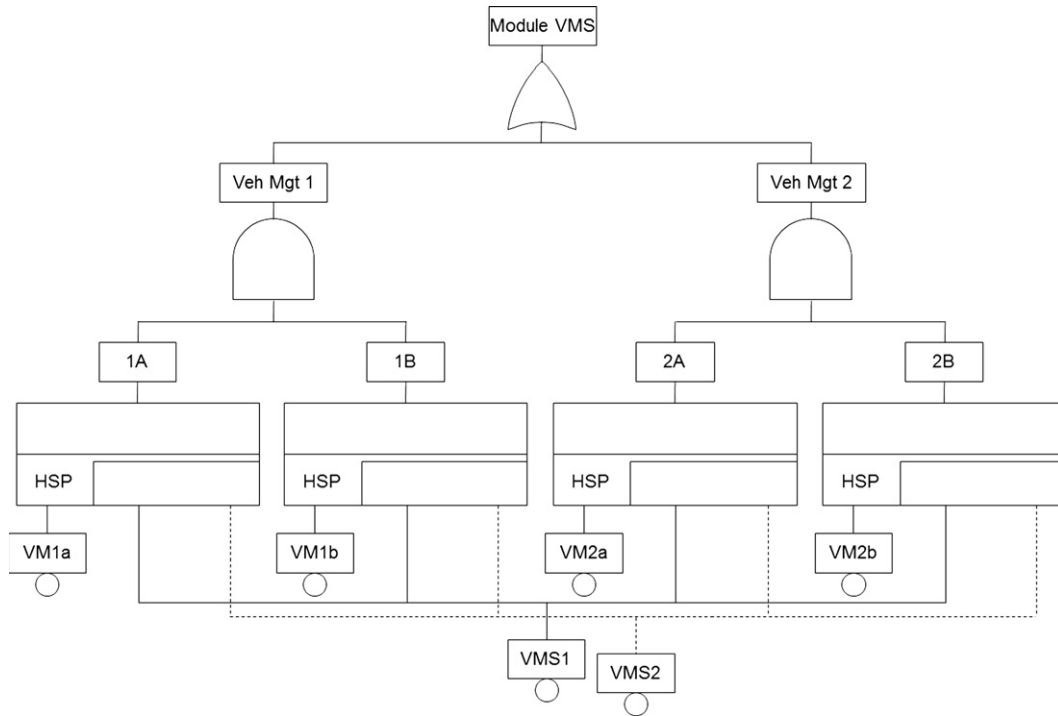 Module VMS
Veh Mgt 1
Veh Mgt 2
1A
1B
2A
2B
HSP
HSP
HSP
HSP
VM1a
VM1b
VM2a
VM2b
VMS1
VMS2